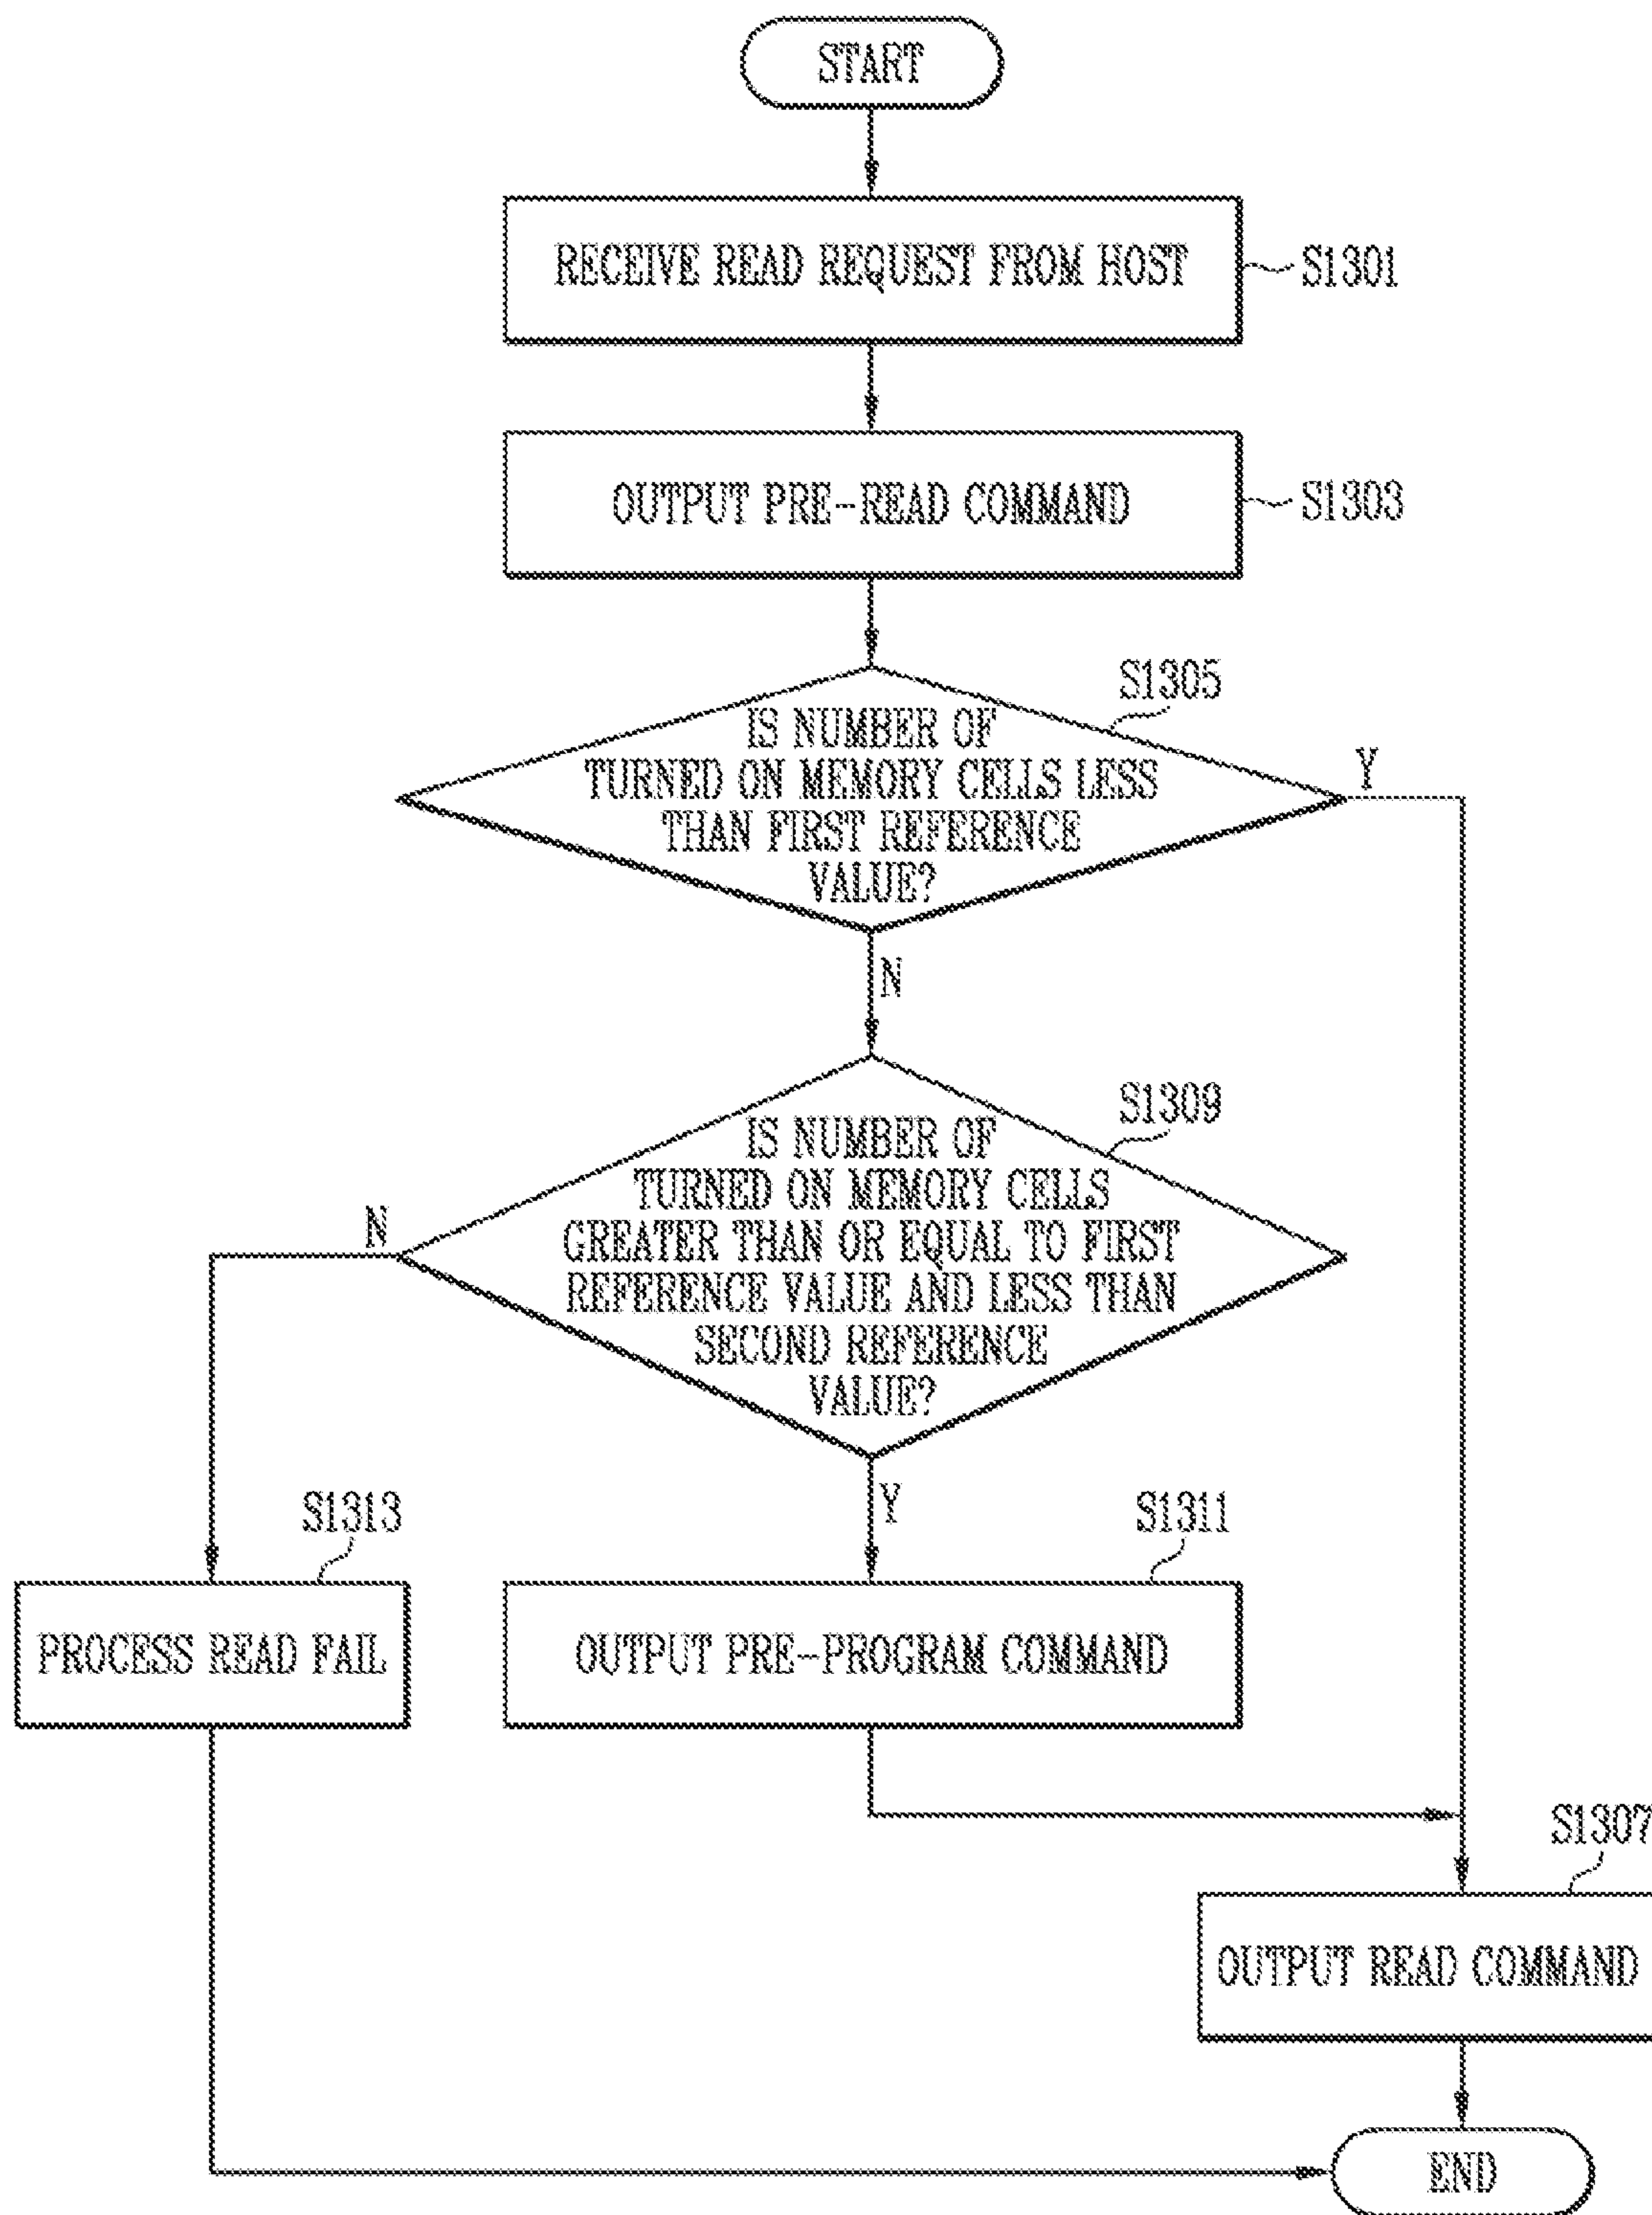 START
RECEIVE READ REQUEST FROM HOST
S1301
OUTPUT PRE-READ COMMAND
S1303
S1305
IS NUMBER OF
TURNED ON MEMORY CELLS LESS
THAN FIRST REFERENCE
VALUE?
Y
N
S1309
IS NUMBER OF
TURNED ON MEMORY CELLS
GREATER THAN OR EQUAL TO FIRST
REFERENCE VALUE AND LESS THAN
SECOND REFERENCE
VALUE?
N
Y
S1313
PROCESS READ FAIL
S1311
OUTPUT PRE-PROGRAM COMMAND
S1307
OUTPUT READ COMMAND
END